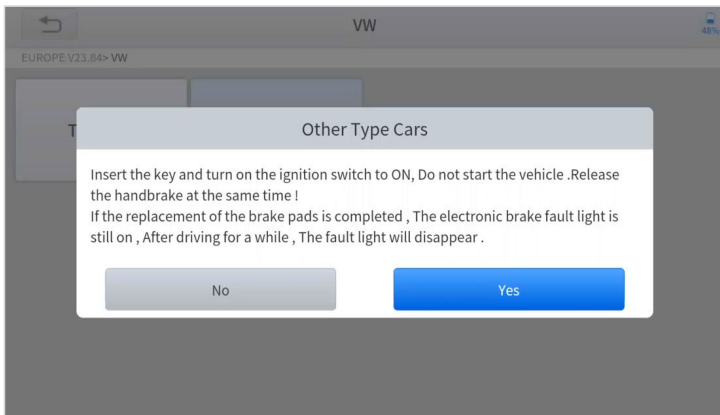 VW
48%
EUROPE V23.84> VW
T
Other Type Cars
Insert the key and turn on the ignition switch to ON, Do not start the vehicle .Release
the handbrake at the same time !
If the replacement of the brake pads is completed , The electronic brake fault light is
still on , After driving for a while , The fault light will disappear .
No
Yes